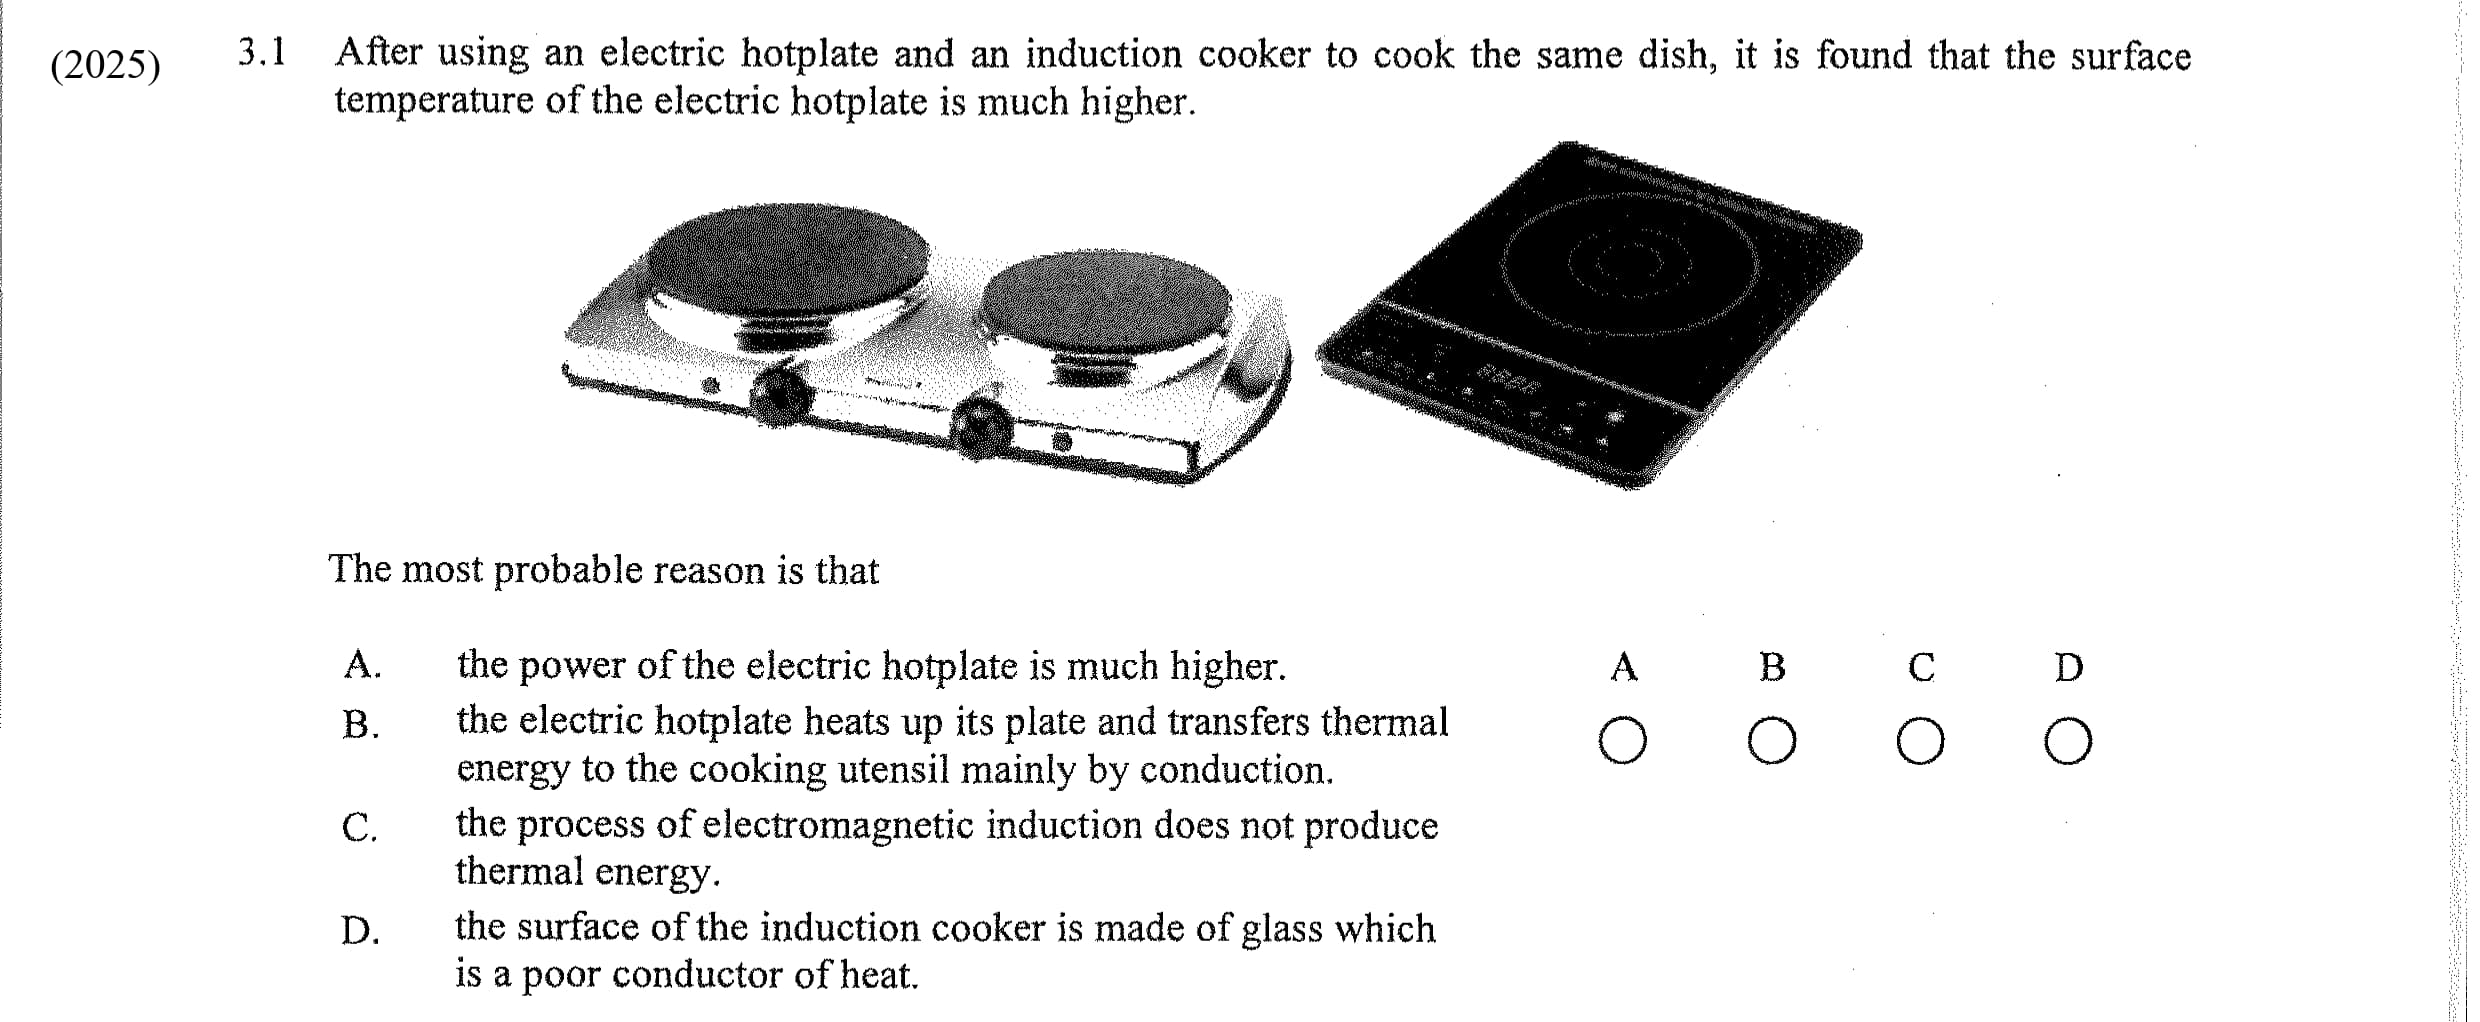 (2025)
3.1 After using an electric hotplate and an induction cooker to cook the same dish, it is found that the surface
temperature of the electric hotplate is much higher.
The most probable reason is that
A. the power of the electric hotplate is much higher.
B. the electric hotplate heats up its plate and transfers thermal
energy to the cooking utensil mainly by conduction.
C. the process of electromagnetic induction does not produce
thermal energy.
D. the surface of the induction cooker is made of glass which
is a poor conductor of heat.
A B C D